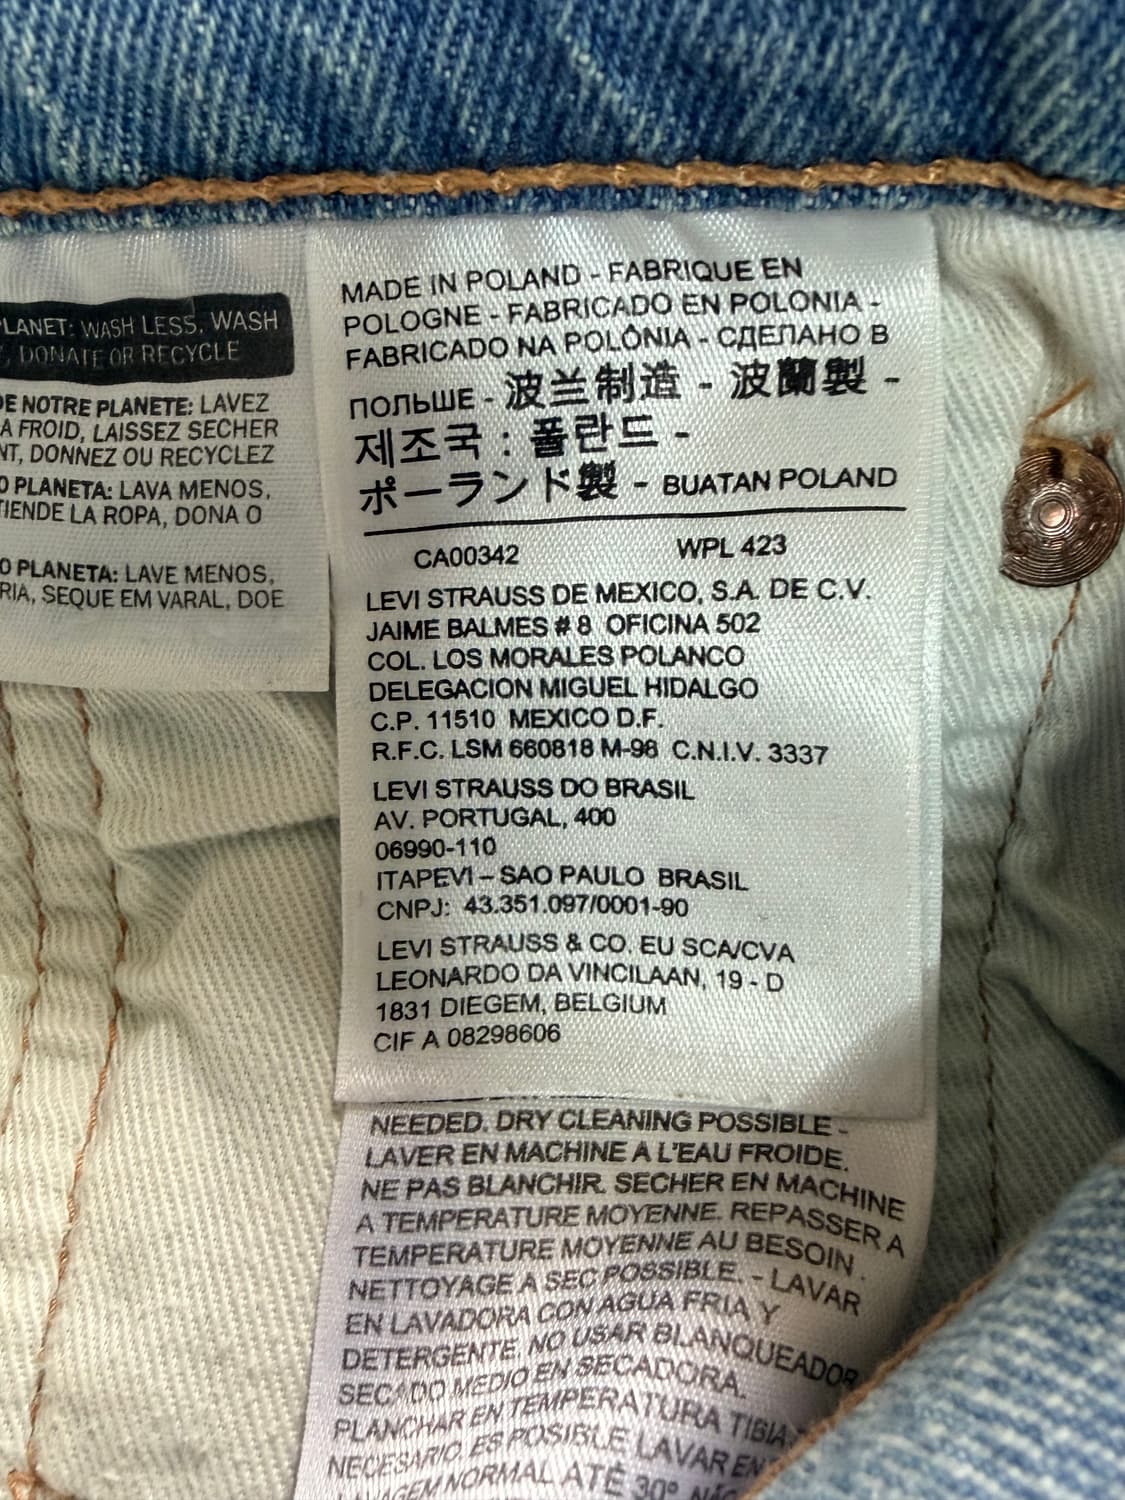 LANET: WASH LESS, WASH
DONATE OR RECYCLE
DE NOTRE PLANETE: LAVEZ
A FROID, LAISSEZ SECHER
NT, DONNEZ OU RECYCLEZ
O PLANETA: LAVA MENOS,
TIENDE LA ROPA, DONA O
O PLANETA: LAVE MENOS,
RIA, SEQUE EM VARAL, DOE
MADE IN POLAND - FABRIQUE EN
POLOGNE - FABRICADO EN POLONIA -
FABRICADO NA POLÔNIA - СДЕЛАНО В
ПОЛЬШЕ - 波兰制造 - 波蘭製 -
제조국 : 폴란드 -
ポーランド製 - BUATAN POLAND
CA00342 WPL 423
LEVI STRAUSS DE MEXICO, S.A. DE C.V.
JAIME BALMES # 8 OFICINA 502
COL. LOS MORALES POLANCO
DELEGACION MIGUEL HIDALGO
C.P. 11510 MEXICO D.F.
R.F.C. LSM 660818 M-98 C.N.I.V. 3337
LEVI STRAUSS DO BRASIL
AV. PORTUGAL, 400
06990-110
ITAPEVI – SAO PAULO BRASIL
CNPJ: 43.351.097/0001-90
LEVI STRAUSS & CO. EU SCA/CVA
LEONARDO DA VINCILAAN, 19 - D
1831 DIEGEM, BELGIUM
CIF A 08298606
NEEDED. DRY CLEANING POSSIBLE -
LAVER EN MACHINE A L'EAU FROIDE.
NE PAS BLANCHIR. SECHER EN MACHINE
A TEMPERATURE MOYENNE. REPASSER A
TEMPERATURE MOYENNE AU BESOIN.
NETTOYAGE A SEC POSSIBLE. - LAVAR
EN LAVADORA CON AGUA FRIA Y
DETERGENTE. NO USAR BLANQUEADOR
SECADO MEDIO EN SECADORA.
PLANCHAR EN TEMPERATURA TIBIA
NECESARIO. ES POSIBLE LAVAR EN
LAVAGEM NORMAL ATÉ 30° NÃO